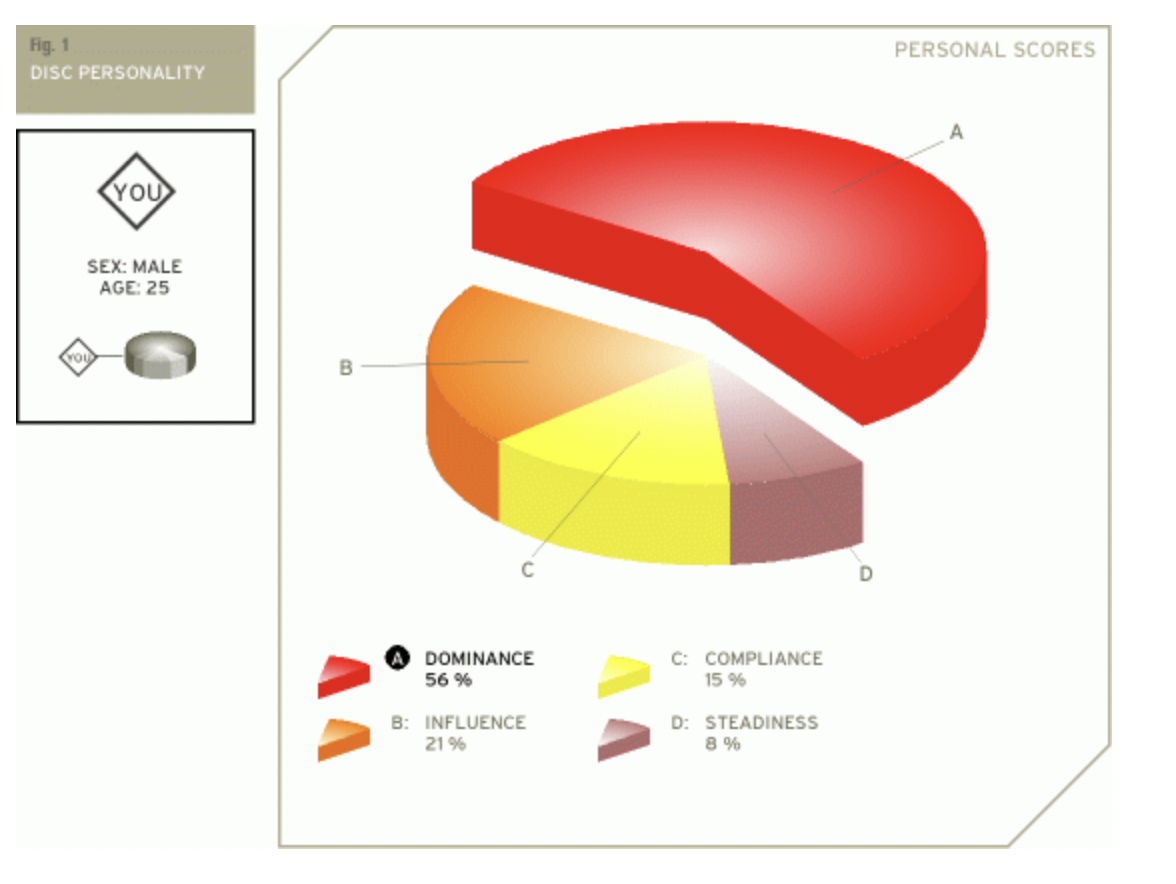 Fig. 1
DISC PERSONALITY
YOU
SEX: MALE
AGE: 25
YOU
PERSONAL SCORES
A
B
C
D
A DOMINANCE
56 %
B: INFLUENCE
21 %
C: COMPLIANCE
15 %
D: STEADINESS
8 %